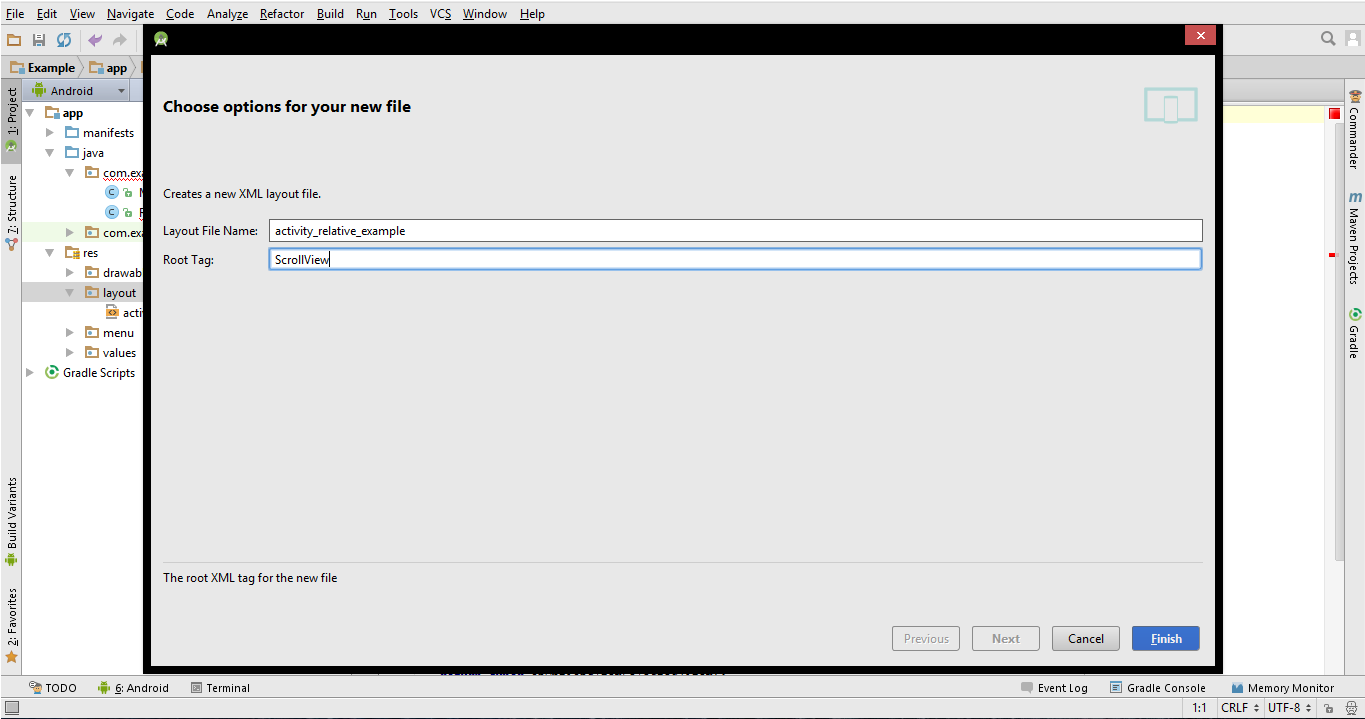 File Edit View Navigate Code Analyze Refactor Build Run Tools VCS Window Help
Example app
Android
1: Project
7: Structure
Build Variants
2: Favorites
app
manifests
java
com.exa
com.exa
res
drawab
layout
acti
menu
values
Gradle Scripts
Choose options for your new file
Creates a new XML layout file.
Layout File Name: activity_relative_example
Root Tag: ScrollView
The root XML tag for the new file
Previous Next Cancel Finish
Commander
m Maven Projects
Gradle
TODO 6: Android Terminal Event Log Gradle Console Memory Monitor
1:1 CRLF UTF-8